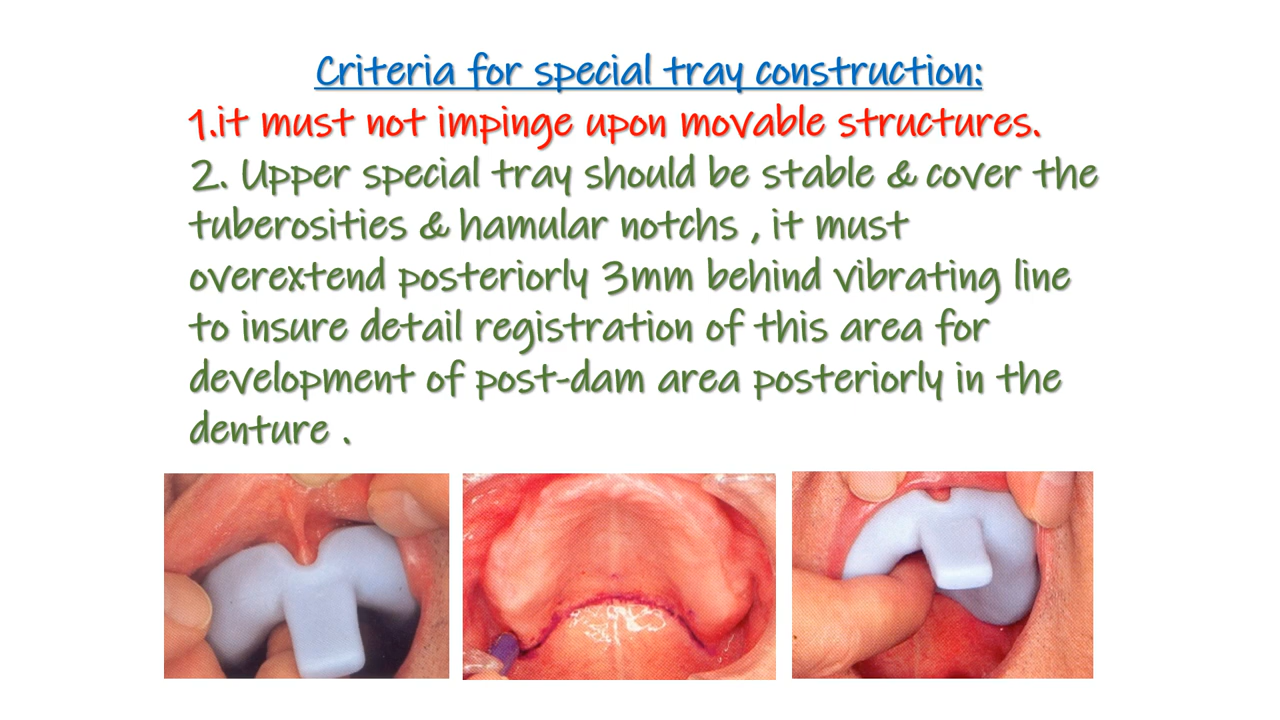 Criteria for special tray construction:
1.it must not impinge upon movable structures.
2. Upper special tray should be stable & cover the
tuberosities & hamular notchs , it must
overextend posteriorly 3mm behind vibrating line
to insure detail registration of this area for
development of post-dam area posteriorly in the
denture .